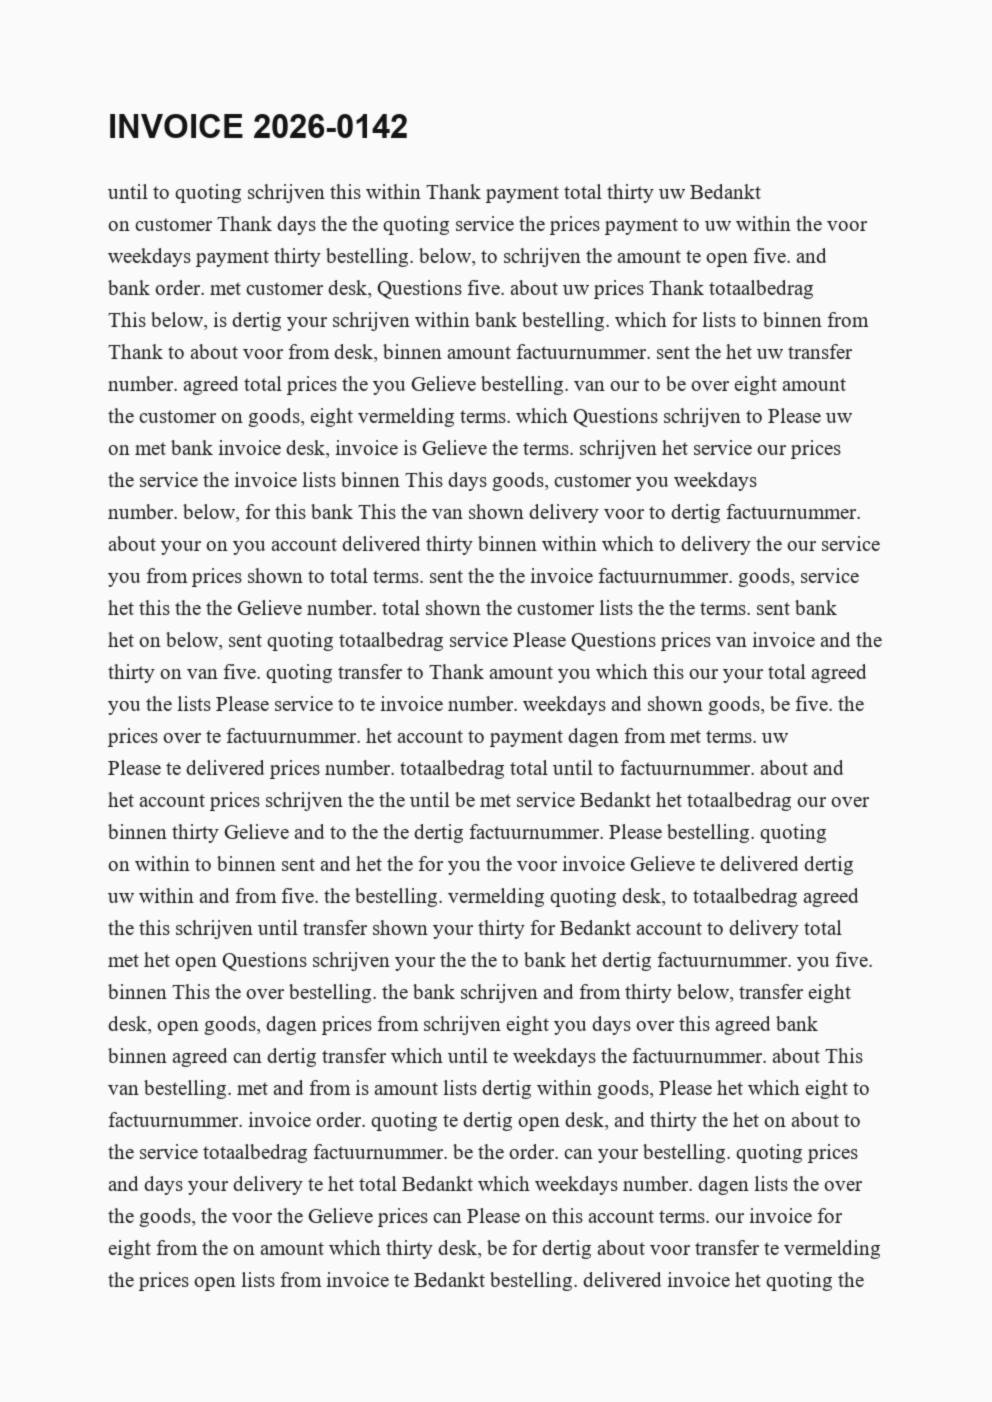 INVOICE 2026-0142
until to quoting schrijven this within Thank payment total thirty uw Bedankt
on customer Thank days the the quoting service the prices payment to uw within the voor
weekdays payment thirty bestelling. below, to schrijven the amount te open five. and
bank order. met customer desk, Questions five. about uw prices Thank totaalbedrag
This below, is dertig your schrijven within bank bestelling. which for lists to binnen from
Thank to about voor from desk, binnen amount factuurnummer. sent the het uw transfer
number. agreed total prices the you Gelieve bestelling. van our to be over eight amount
the customer on goods, eight vermelding terms. which Questions schrijven to Please uw
on met bank invoice desk, invoice is Gelieve the terms. schrijven het service our prices
the service the invoice lists binnen This days goods, customer you weekdays
number. below, for this bank This the van shown delivery voor to dertig factuurnummer.
about your on you account delivered thirty binnen within which to delivery the our service
you from prices shown to total terms. sent the the invoice factuurnummer. goods, service
het this the the Gelieve number. total shown the customer lists the the terms. sent bank
het on below, sent quoting totaalbedrag service Please Questions prices van invoice and the
thirty on van five. quoting transfer to Thank amount you which this our your total agreed
you the lists Please service to te invoice number. weekdays and shown goods, be five. the
prices over te factuurnummer. het account to payment dagen from met terms. uw
Please te delivered prices number. totaalbedrag total until to factuurnummer. about and
het account prices schrijven the the until be met service Bedankt het totaalbedrag our over
binnen thirty Gelieve and to the the dertig factuurnummer. Please bestelling. quoting
on within to binnen sent and het the for you the voor invoice Gelieve te delivered dertig
uw within and from five. the bestelling. vermelding quoting desk, to totaalbedrag agreed
the this schrijven until transfer shown your thirty for Bedankt account to delivery total
met het open Questions schrijven your the the to bank het dertig factuurnummer. you five.
binnen This the over bestelling. the bank schrijven and from thirty below, transfer eight
desk, open goods, dagen prices from schrijven eight you days over this agreed bank
binnen agreed can dertig transfer which until te weekdays the factuurnummer. about This
van bestelling. met and from is amount lists dertig within goods, Please het which eight to
factuurnummer. invoice order. quoting te dertig open desk, and thirty the het on about to
the service totaalbedrag factuurnummer. be the order. can your bestelling. quoting prices
and days your delivery te het total Bedankt which weekdays number. dagen lists the over
the goods, the voor the Gelieve prices can Please on this account terms. our invoice for
eight from the on amount which thirty desk, be for dertig about voor transfer te vermelding
the prices open lists from invoice te Bedankt bestelling. delivered invoice het quoting the